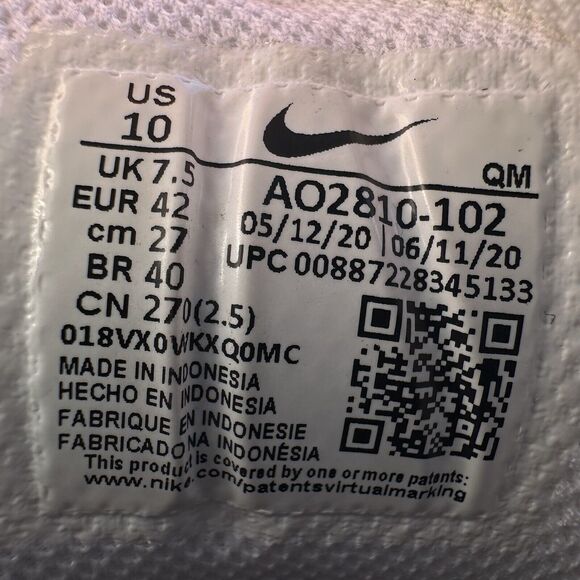 US
10
UK 7.5
EUR 42
cm 27
BR 40
CN 270(2.5)
QM
AO2810-102
05/12/20 | 06/11/20
UPC 00887228345133
MADE IN INDONESIA
HECHO EN INDONESIA
FABRIQUE EN INDONESIE
FABRICADO NA INDONÉSIA
This product is covered by one or more patents:
www.nike.com/patentsvirtualmarking